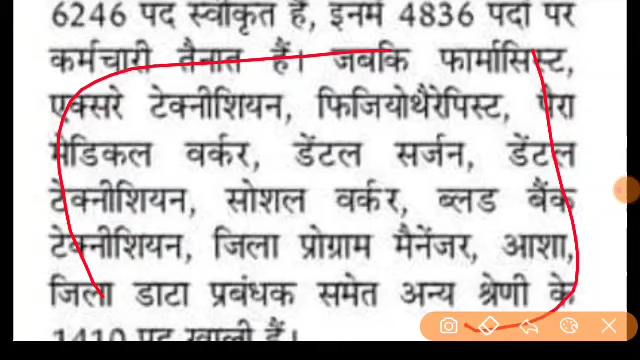 6246 पद स्वीकृत हैं, इनमें 4836 पदों पर
कर्मचारी तैनात हैं। जबकि फार्मासिस्ट,
एक्सरे टेक्नीशियन, फिजियोथैरेपिस्ट, पैरा
मेडिकल वर्कर, डेंटल सर्जन, डेंटल
टेक्नीशियन, सोशल वर्कर, ब्लड बैंक
टेक्नीशियन, जिला प्रोग्राम मैनेंजर, आशा,
जिला डाटा प्रबंधक समेत अन्य श्रेणी के
1410 पद खाली हैं।